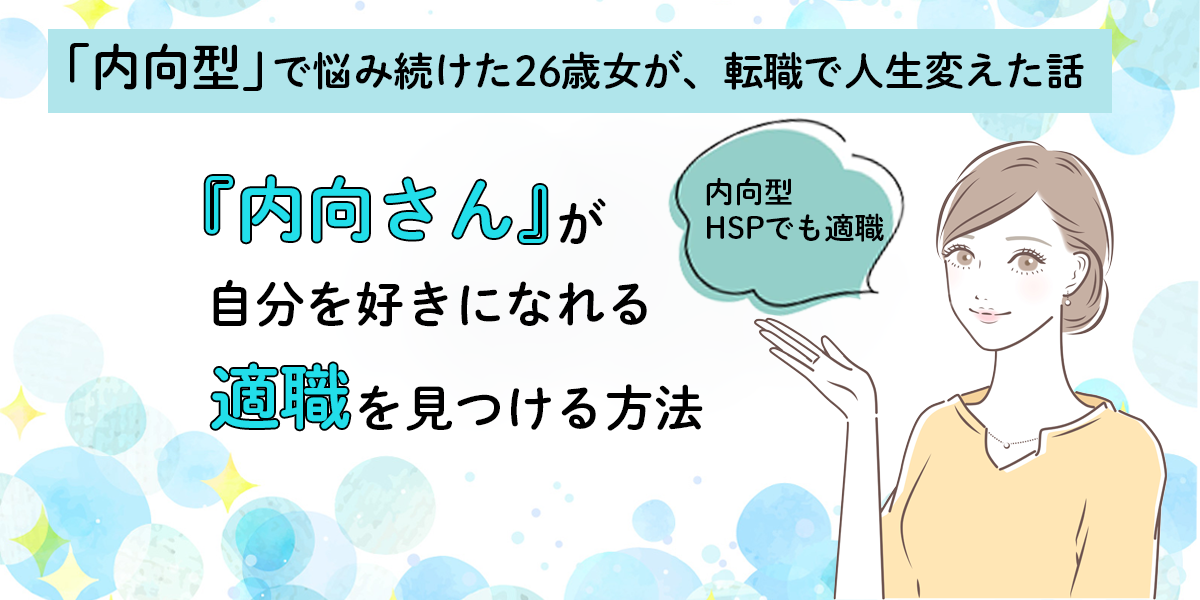 「内向型」で悩み続けた26歳女が、転職で人生変えた話
『内向さん』が
自分を好きになれる
適職を見つける方法
内向型
HSPでも適職